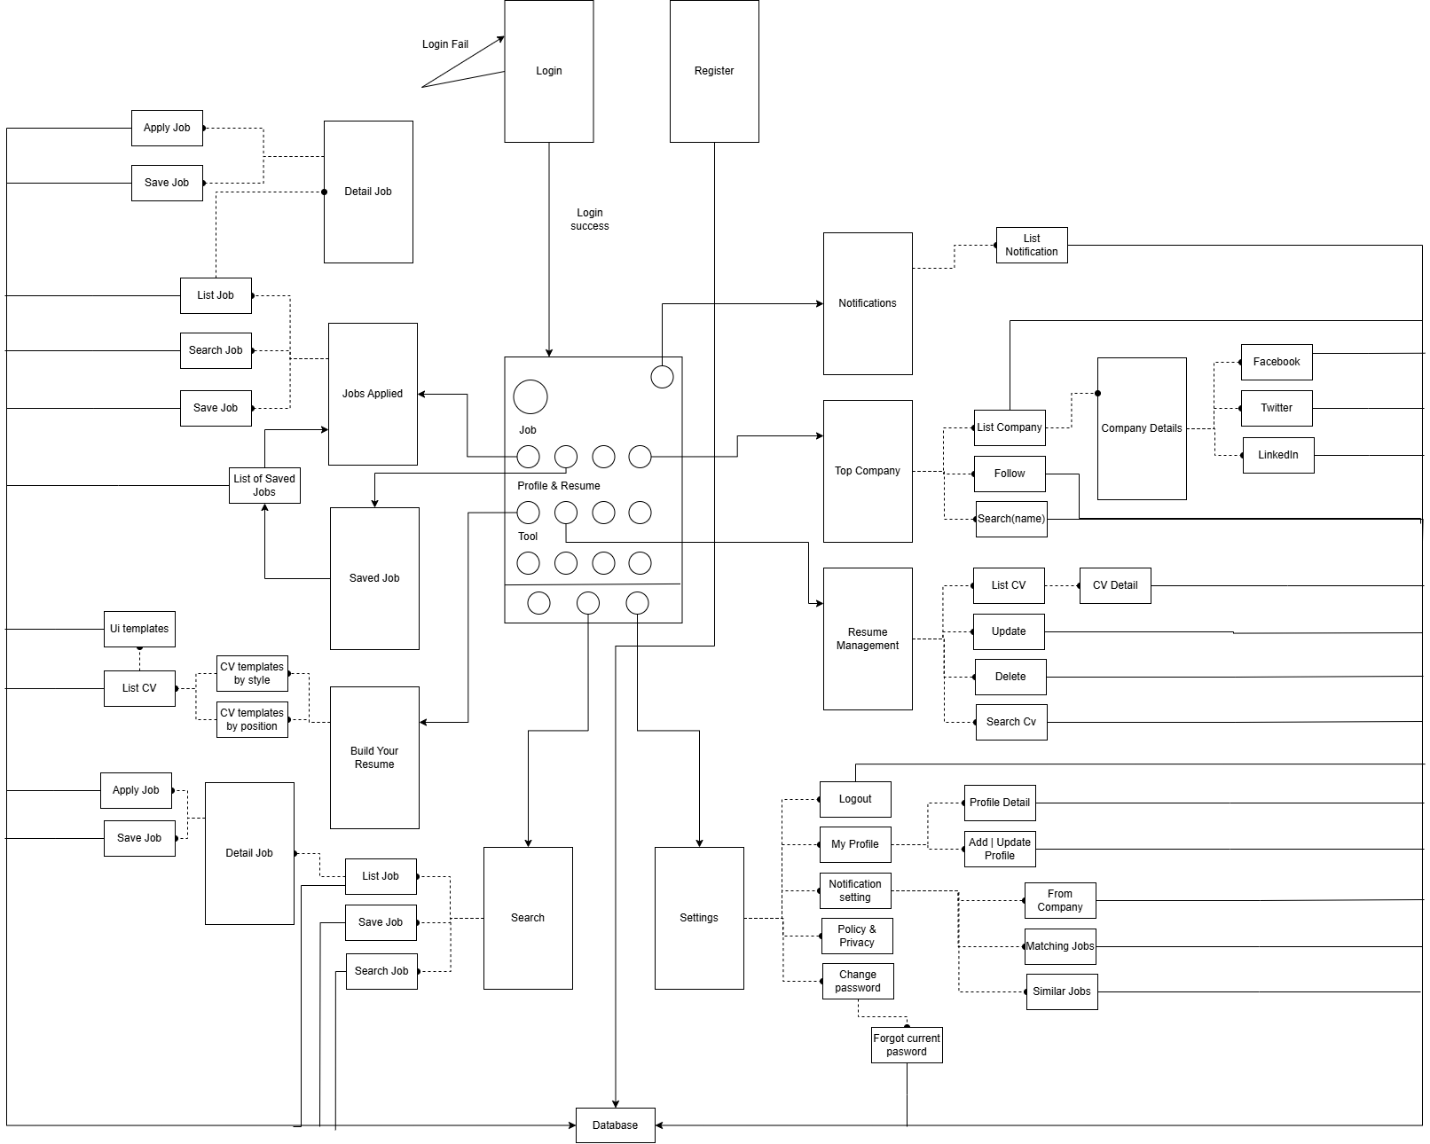 Login Fail
Login
Register
Apply Job
Save Job
Detail Job
Login
success
List
Notification
Notifications
List Job
Search Job
Save Job
Jobs Applied
List of Saved
Jobs
Saved Job
Job
Profile & Resume
Tool
Top Company
List Company
Follow
Search(name)
Company Details
Facebook
Twitter
LinkedIn
Resume
Management
List CV
CV Detail
Update
Delete
Search Cv
Ui templates
List CV
CV templates
by style
CV templates
by position
Build Your
Resume
Apply Job
Save Job
Detail Job
List Job
Save Job
Search Job
Search
Settings
Logout
My Profile
Notification
setting
Policy &
Privacy
Change
password
Forgot current
pasword
Profile Detail
Add | Update
Profile
From
Company
Matching Jobs
Similar Jobs
Database